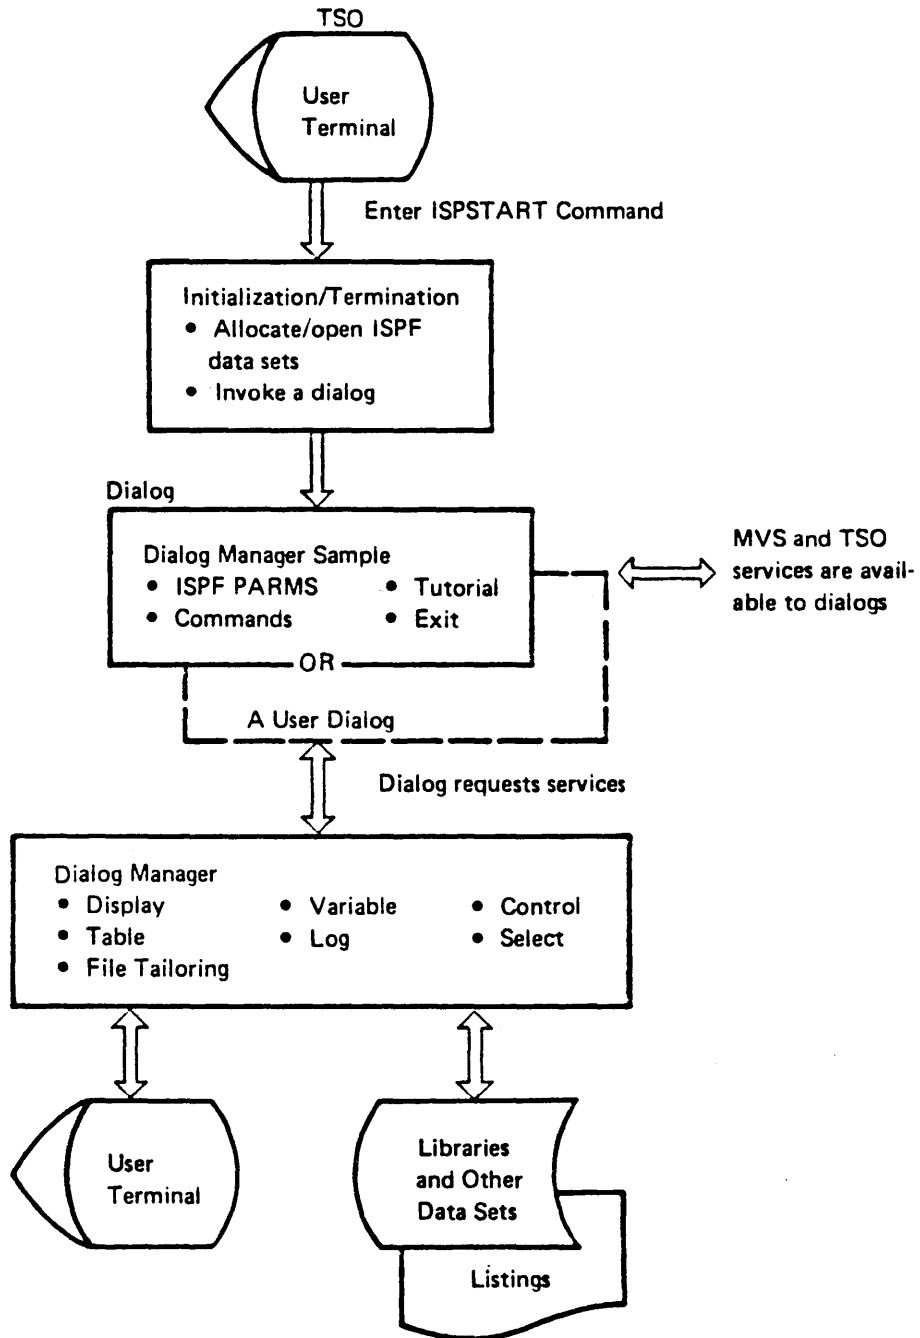 TSO
User
Terminal
Enter ISPSTART Command
Initialization/Termination
• Allocate/open ISPF
data sets
• Invoke a dialog
Dialog
Dialog Manager Sample
• ISPF PARMS
• Commands
• Tutorial
• Exit
OR
A User Dialog
MVS and TSO
services are avail-
able to dialogs
Dialog requests services
Dialog Manager
• Display
• Table
• File Tailoring
• Variable
• Log
• Control
• Select
User
Terminal
Libraries
and Other
Data Sets
Listings